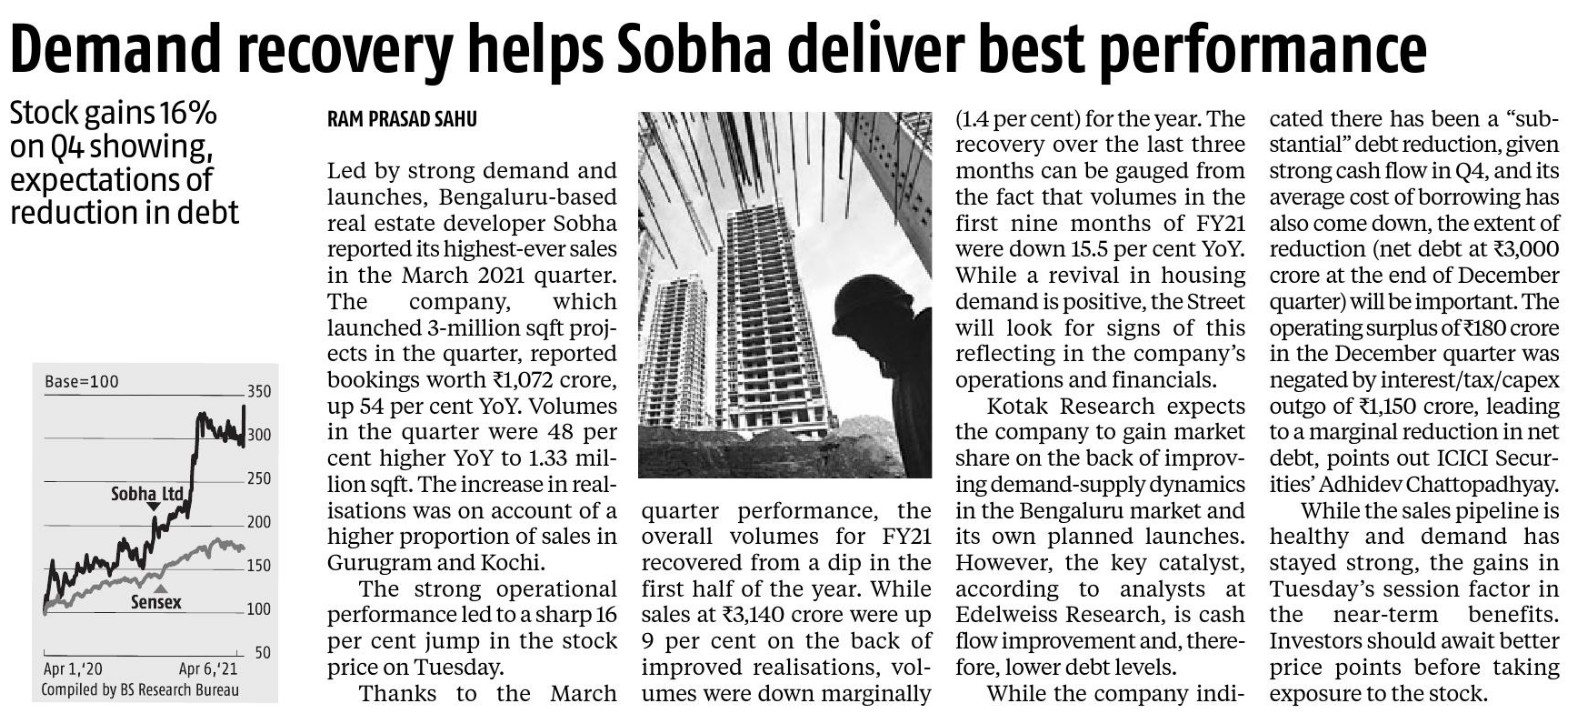 Demand recovery helps Sobha deliver best performance
Stock gains 16%
on Q4 showing,
expectations of
reduction in debt
Base=100
350
300
250
200
150
100
50
Sobha Ltd
Sensex
Apr 1,'20
Apr 6,'21
Compiled by BS Research Bureau
RAM PRASAD SAHU
Led by strong demand and
launches, Bengaluru-based
real estate developer Sobha
reported its highest-ever sales
in the March 2021 quarter.
The company, which
launched 3-million sqft proj-
ects in the quarter, reported
bookings worth ₹1,072 crore,
up 54 per cent YoY. Volumes
in the quarter were 48 per
cent higher YoY to 1.33 mil-
lion sqft. The increase in real-
isations was on account of a
higher proportion of sales in
Gurugram and Kochi.
The strong operational
performance led to a sharp 16
per cent jump in the stock
price on Tuesday.
Thanks to the March
quarter performance, the
overall volumes for FY21
recovered from a dip in the
first half of the year. While
sales at ₹3,140 crore were up
9 per cent on the back of
improved realisations, vol-
umes were down marginally
(1.4 per cent) for the year. The
recovery over the last three
months can be gauged from
the fact that volumes in the
first nine months of FY21
were down 15.5 per cent YoY.
While a revival in housing
demand is positive, the Street
will look for signs of this
reflecting in the company's
operations and financials.
Kotak Research expects
the company to gain market
share on the back of improv-
ing demand-supply dynamics
in the Bengaluru market and
its own planned launches.
However, the key catalyst,
according to analysts at
Edelweiss Research, is cash
flow improvement and, there-
fore, lower debt levels.
While the company indi-
cated there has been a “sub-
stantial” debt reduction, given
strong cash flow in Q4, and its
average cost of borrowing has
also come down, the extent of
reduction (net debt at ₹3,000
crore at the end of December
quarter) will be important. The
operating surplus of ₹180 crore
in the December quarter was
negated by interest/tax/capex
outgo of ₹1,150 crore, leading
to a marginal reduction in net
debt, points out ICICI Secur-
ities' Adhidev Chattopadhyay.
While the sales pipeline is
healthy and demand has
stayed strong, the gains in
Tuesday's session factor in
the near-term benefits.
Investors should await better
price points before taking
exposure to the stock.